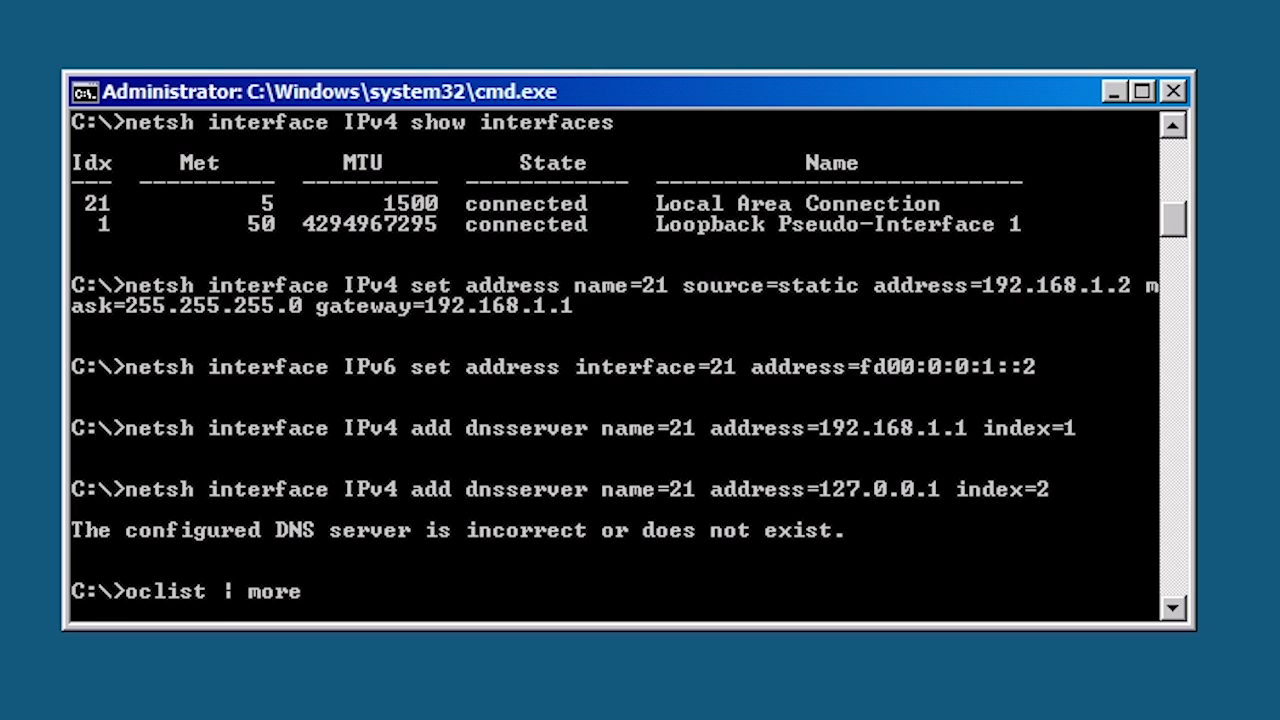 Administrator: C:\Windows\system32\cmd.exe
C:\>netsh interface IPv4 show interfaces
Idx     Met         MTU          State                Name
---  ----------  ----------  ------------  ---------------------------
 21           5        1500  connected     Local Area Connection
  1          50  4294967295  connected     Loopback Pseudo-Interface 1
C:\>netsh interface IPv4 set address name=21 source=static address=192.168.1.2 m
ask=255.255.255.0 gateway=192.168.1.1
C:\>netsh interface IPv6 set address interface=21 address=fd00:0:0:1::2
C:\>netsh interface IPv4 add dnsserver name=21 address=192.168.1.1 index=1
C:\>netsh interface IPv4 add dnsserver name=21 address=127.0.0.1 index=2
The configured DNS server is incorrect or does not exist.
C:\>oclist | more